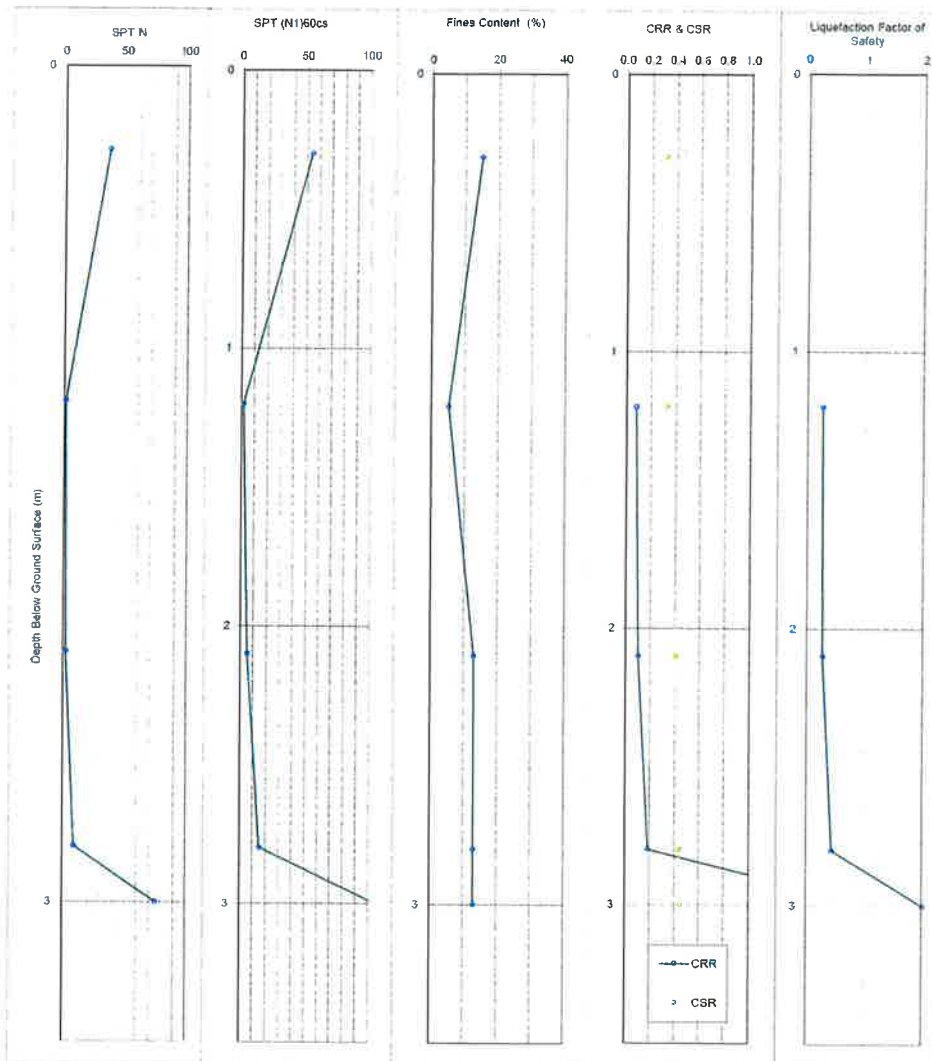 SPT N
0 50 100
0
3
Depth Below Ground Surface (m)
SPT (N1)60cs
0 50 100
0
1
2
3
Fines Content (%)
0 20 40
0
1
2
3
CRR & CSR
0.0 0.2 0.4 0.6 0.8 1.0
0
1
2
3
CRR
CSR
Liquefaction Factor of
Safety
0 1 2
0
1
2
3